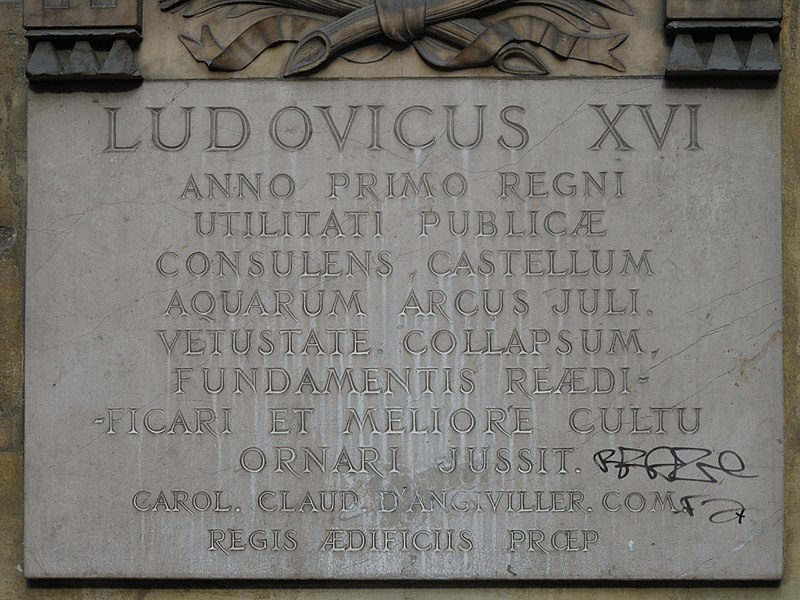 LUDOVICUS XVI
ANNO PRIMO REGNI
UTILITATI PUBLICÆ
CONSULENS, CASTELLUM
AQUARUM ARCUS JULI.
VETUSTATE. COLLAPSUM,
FUNDAMENTIS REÆDI-
-FICARI ET MELIORE CULTU
ORNARI JUSSIT.
CAROL. CLAUD. D'ANGIVILLER. COM.
REGIS ÆDIFICIIS PRŒP